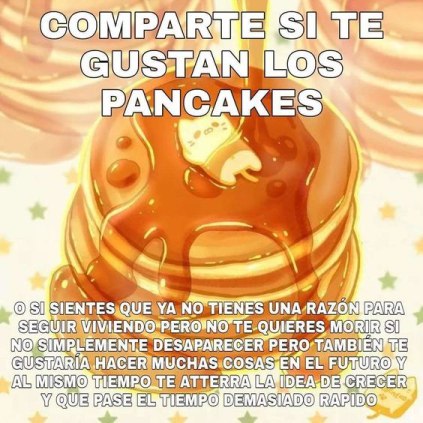 COMPARTE SI TE
GUSTAN LOS
PANCAKES
O SI SIENTES QUE YA NO TIENES UNA RAZÓN PARA
SEGUIR VIVIENDO PERO NO TE QUIERES MORIR SI
NO SIMPLEMENTE DESAPARECER PERO TAMBIÉN TE
GUSTARÍA HACER MUCHAS COSAS EN EL FUTURO Y
AL MISMO TIEMPO TE ATTERRA LA IDEA DE CRECER
Y QUE PASE EL TIEMPO DEMASIADO RAPIDO